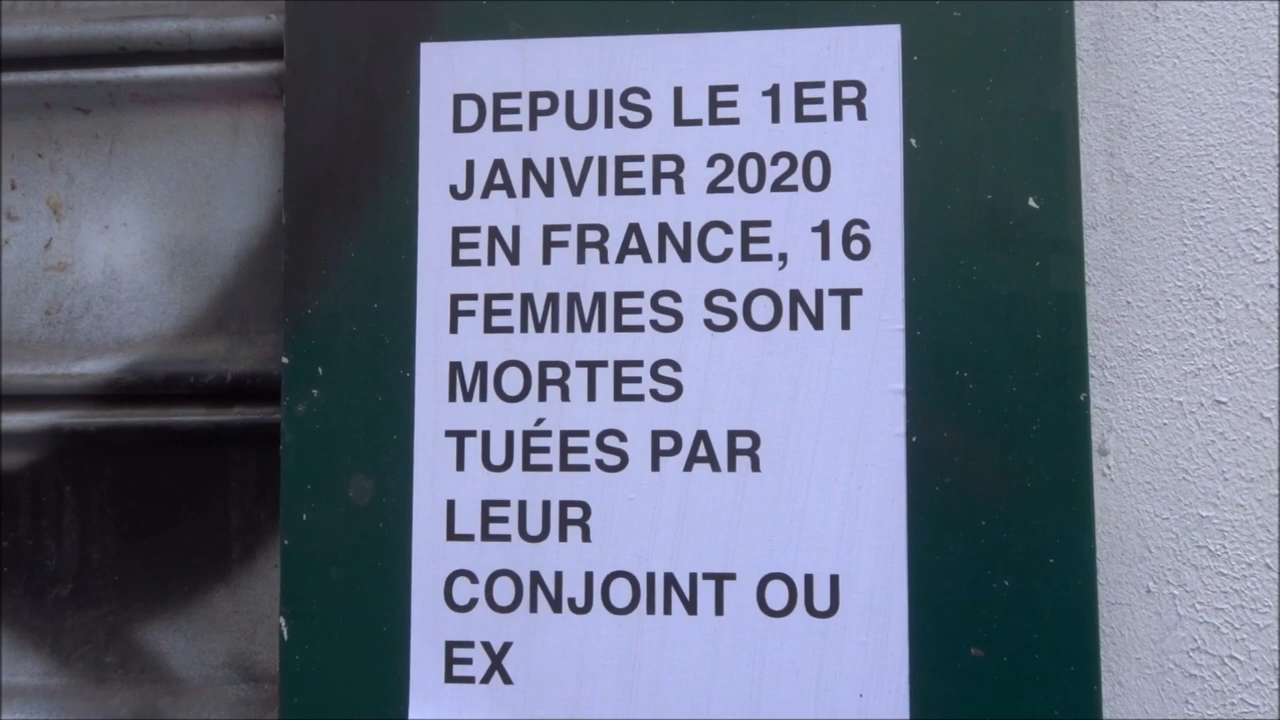 DEPUIS LE 1ER
JANVIER 2020
EN FRANCE, 16
FEMMES SONT
MORTES
TUÉES PAR
LEUR
CONJOINT OU
EX